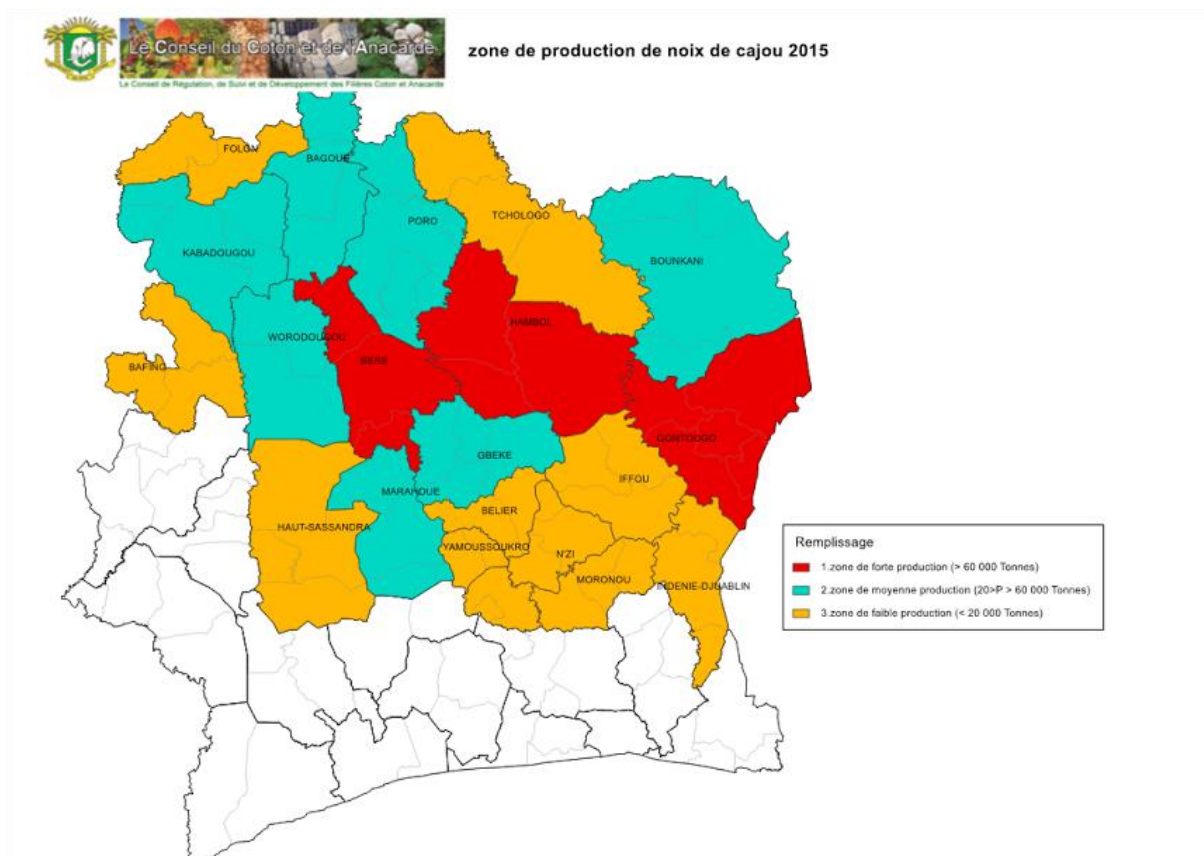 Le Conseil du Coton et de l'Anacarde
Le Conseil de Régulation, de Suivi et de Développement des Filières Coton et Anacarde
zone de production de noix de cajou 2015
FOLON
BAGOUE
PORO
TCHOLOGO
KABADOUGOU
BOUNKANI
WORODOUGOU
HAMBOL
BERE
BAFING
GONTOUGO
GBEKE
IFFOU
MARAHOUE
BELIER
HAUT-SASSANDRA
YAMOUSSOUKRO
N'ZI
MORONOU
INDENIE-DJUABLIN
Remplissage
1.zone de forte production (> 60 000 Tonnes)
2.zone de moyenne production (20>P > 60 000 Tonnes)
3.zone de faible production (< 20 000 Tonnes)